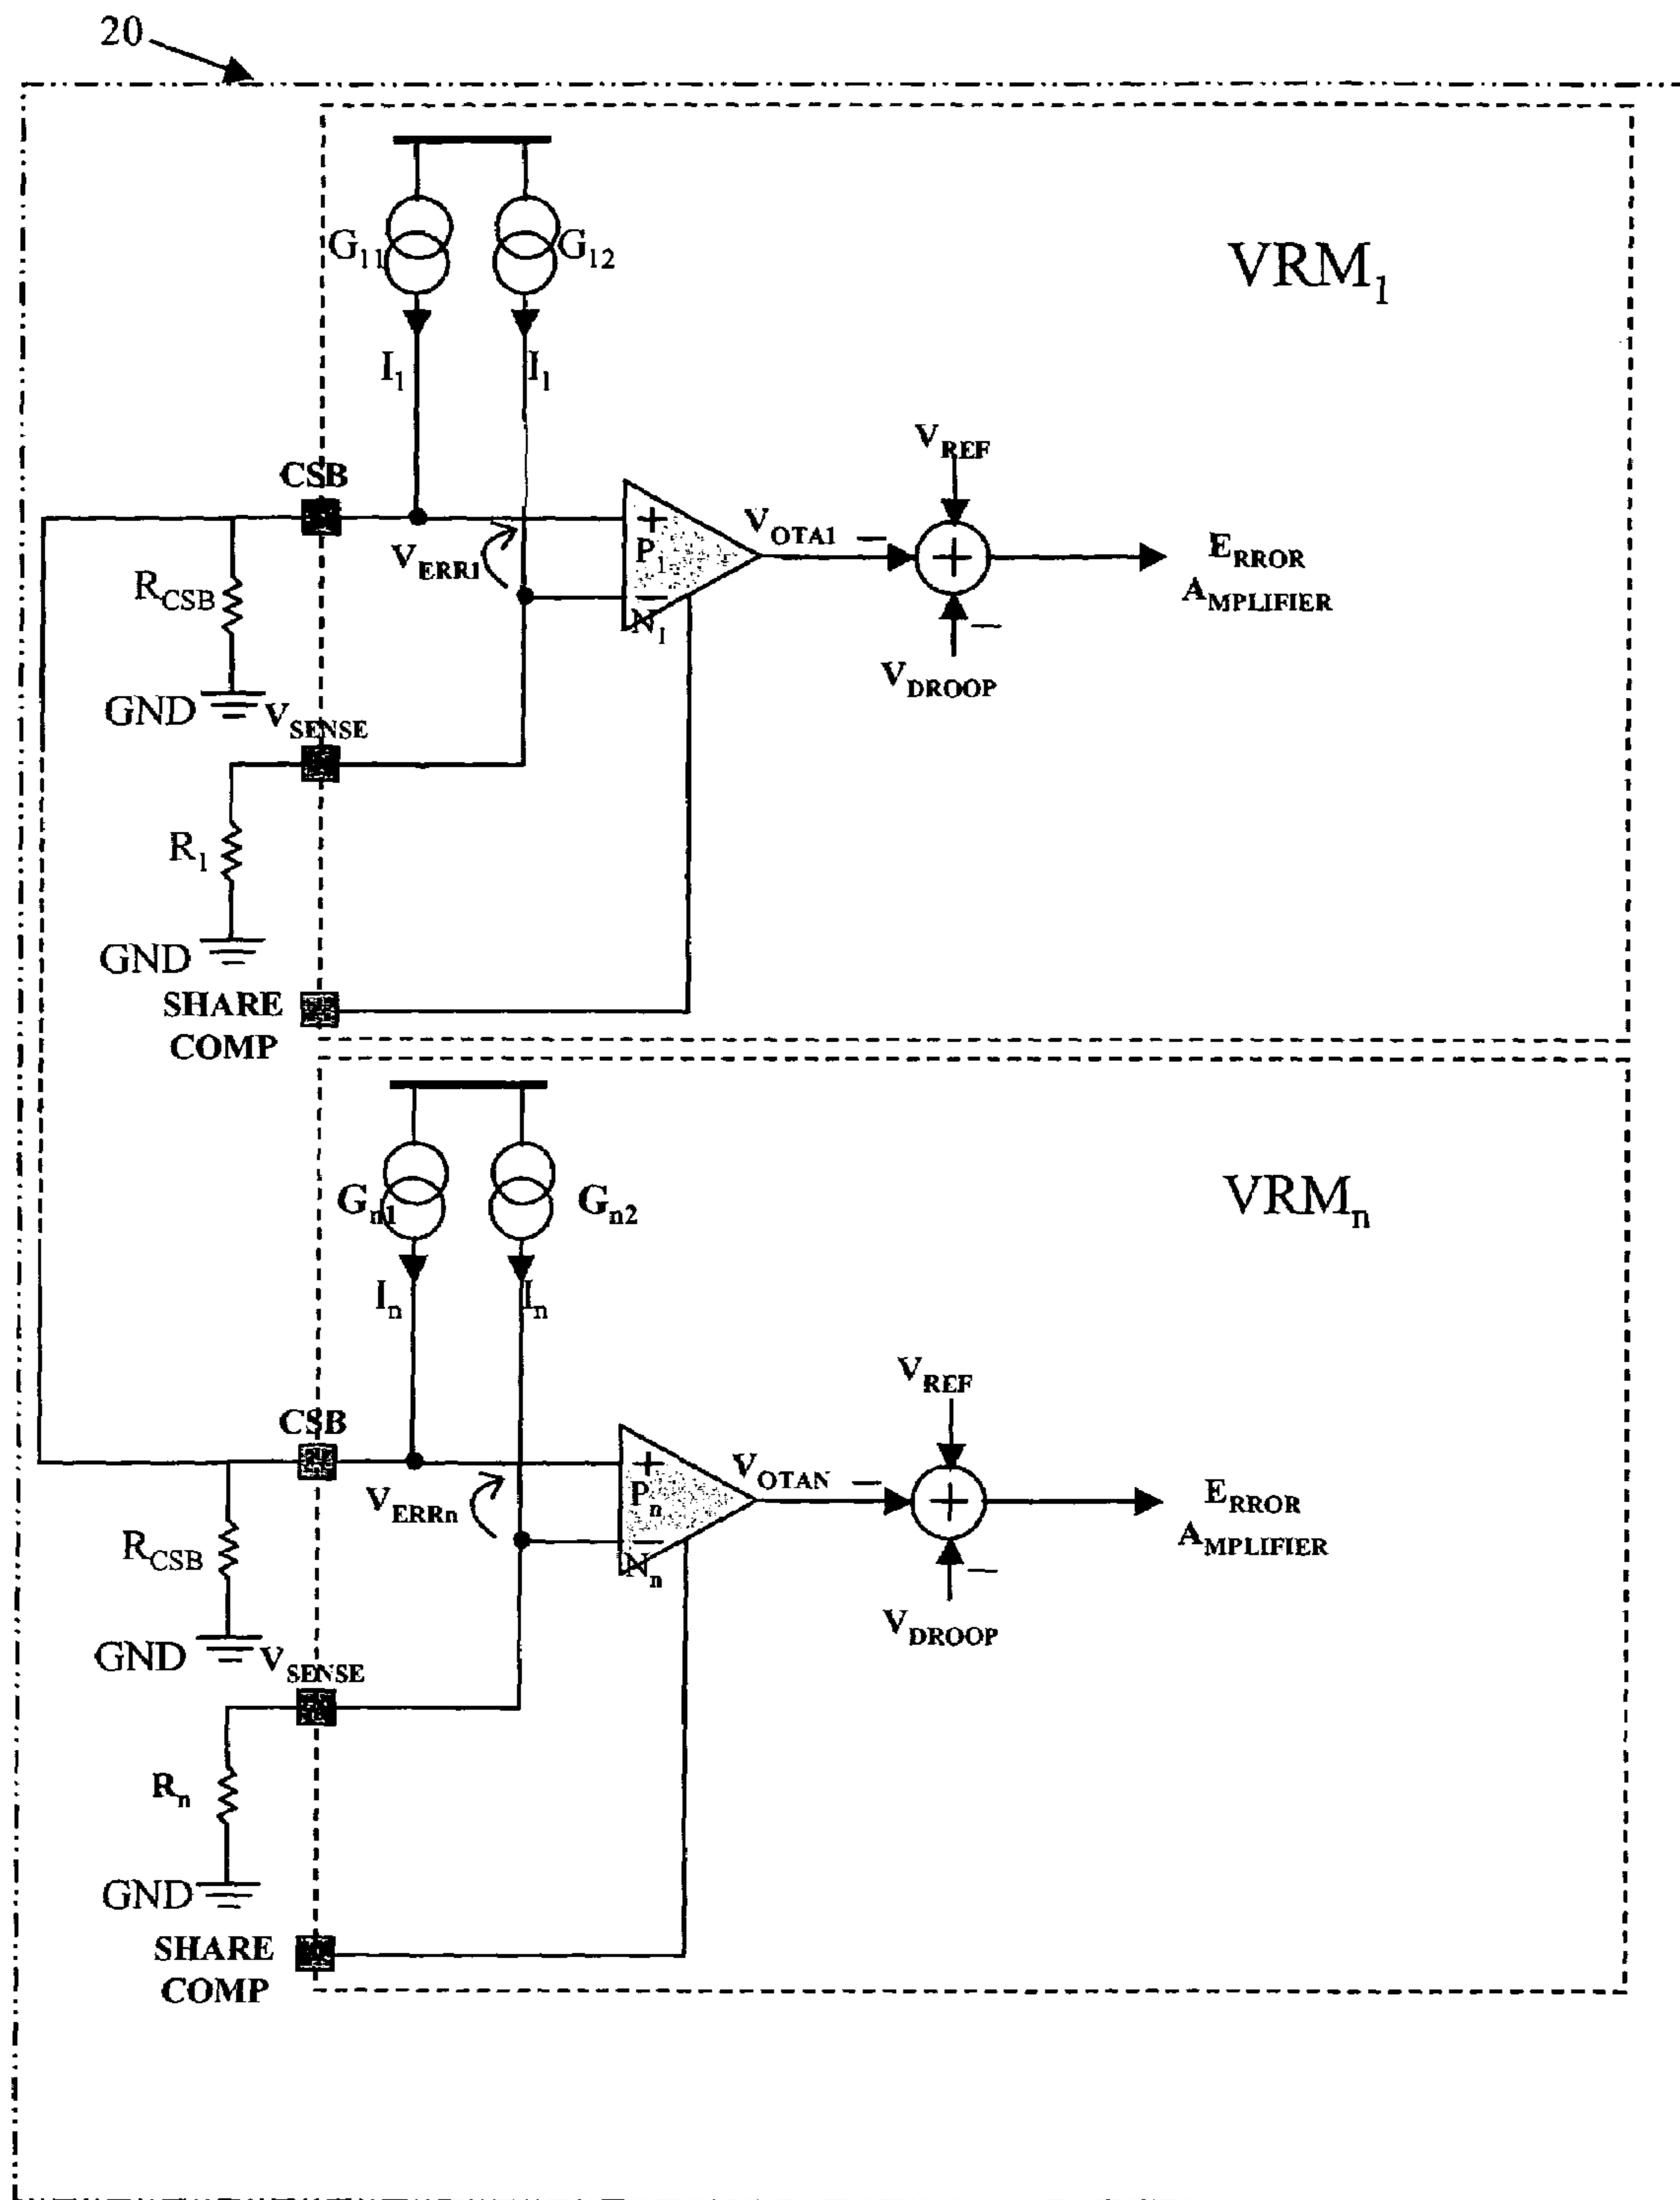 20
G11 G12
VRM1
I1 I1
VREF
CSB
VERR1
+
P1
−
N1
VOTA1 −
+
ERROR
AMPLIFIER
−
VDROOP
RCSB
GND
VSENSE
R1
GND
SHARE
COMP
Gn1 Gn2
VRMn
In In
VREF
CSB
VERRn
+
Pn
−
Nn
VOTAN −
+
ERROR
AMPLIFIER
−
VDROOP
RCSB
GND
VSENSE
Rn
GND
SHARE
COMP